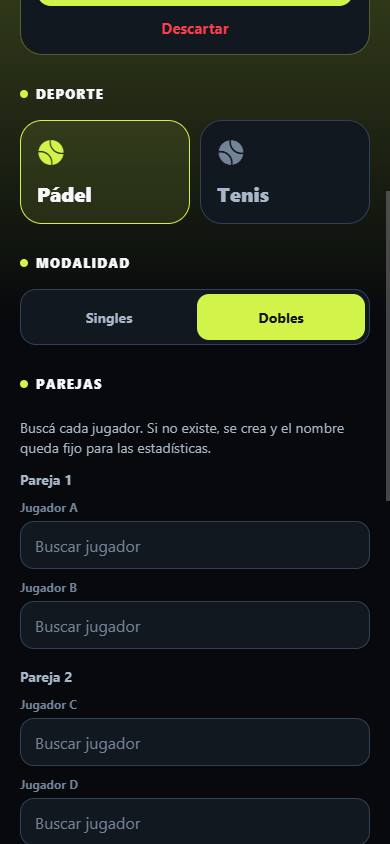 Descartar
DEPORTE
Pádel
Tenis
MODALIDAD
Singles
Dobles
PAREJAS
Buscá cada jugador. Si no existe, se crea y el nombre
queda fijo para las estadísticas.
Pareja 1
Jugador A
Buscar jugador
Jugador B
Buscar jugador
Pareja 2
Jugador C
Buscar jugador
Jugador D
Buscar jugador